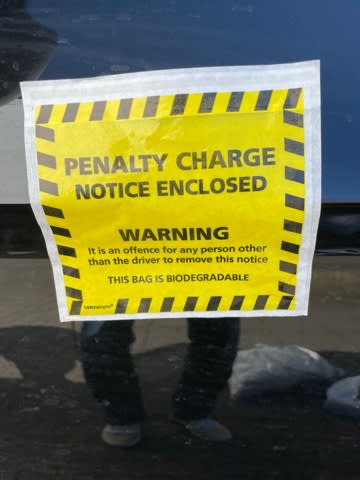 PENALTY CHARGE
NOTICE ENCLOSED
WARNING
It is an offence for any person other
than the driver to remove this notice
THIS BAG IS BIODEGRADABLE